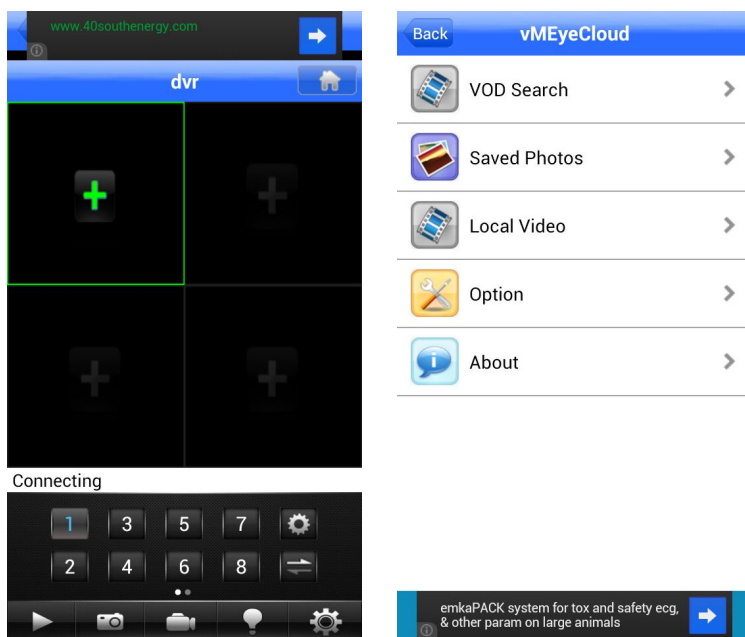 www.40southenergy.com
dvr
Connecting
1 3 5 7
2 4 6 8
Back vMEyeCloud
VOD Search
Saved Photos
Local Video
Option
About
emkaPACK system for tox and safety ecg,
& other param on large animals